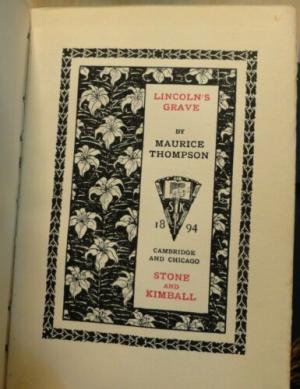 LINCOLN'S
GRAVE
BY
MAURICE
THOMPSON
18 94
CAMBRIDGE
AND CHICAGO
STONE
AND
KIMBALL